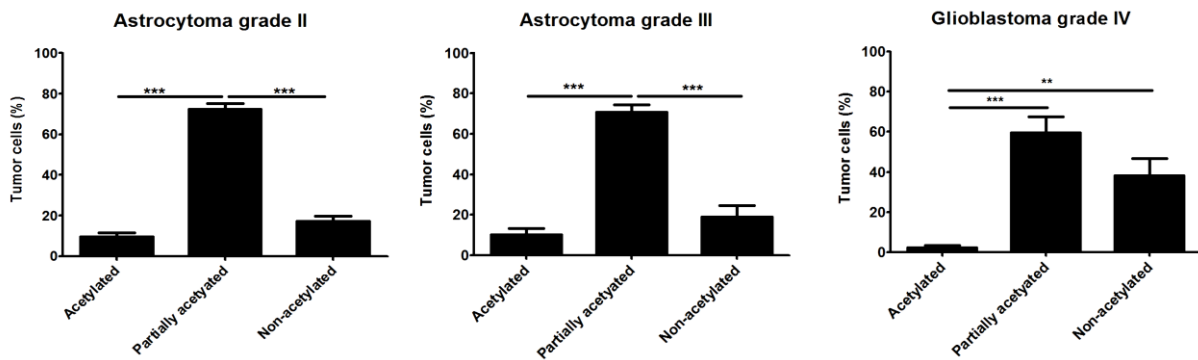 Astrocytoma grade II
Tumor cells (%)
100
80
60
40
20
0
***
***
Acetylated
Partially acetyated
Non-acetylated
Astrocytoma grade III
Tumor cells (%)
100
80
60
40
20
0
***
***
Acetylated
Partially acetyated
Non-acetylated
Glioblastoma grade IV
Tumor cells (%)
100
80
60
40
20
0
**
***
Acetylated
Partially acetyated
Non-acetylated